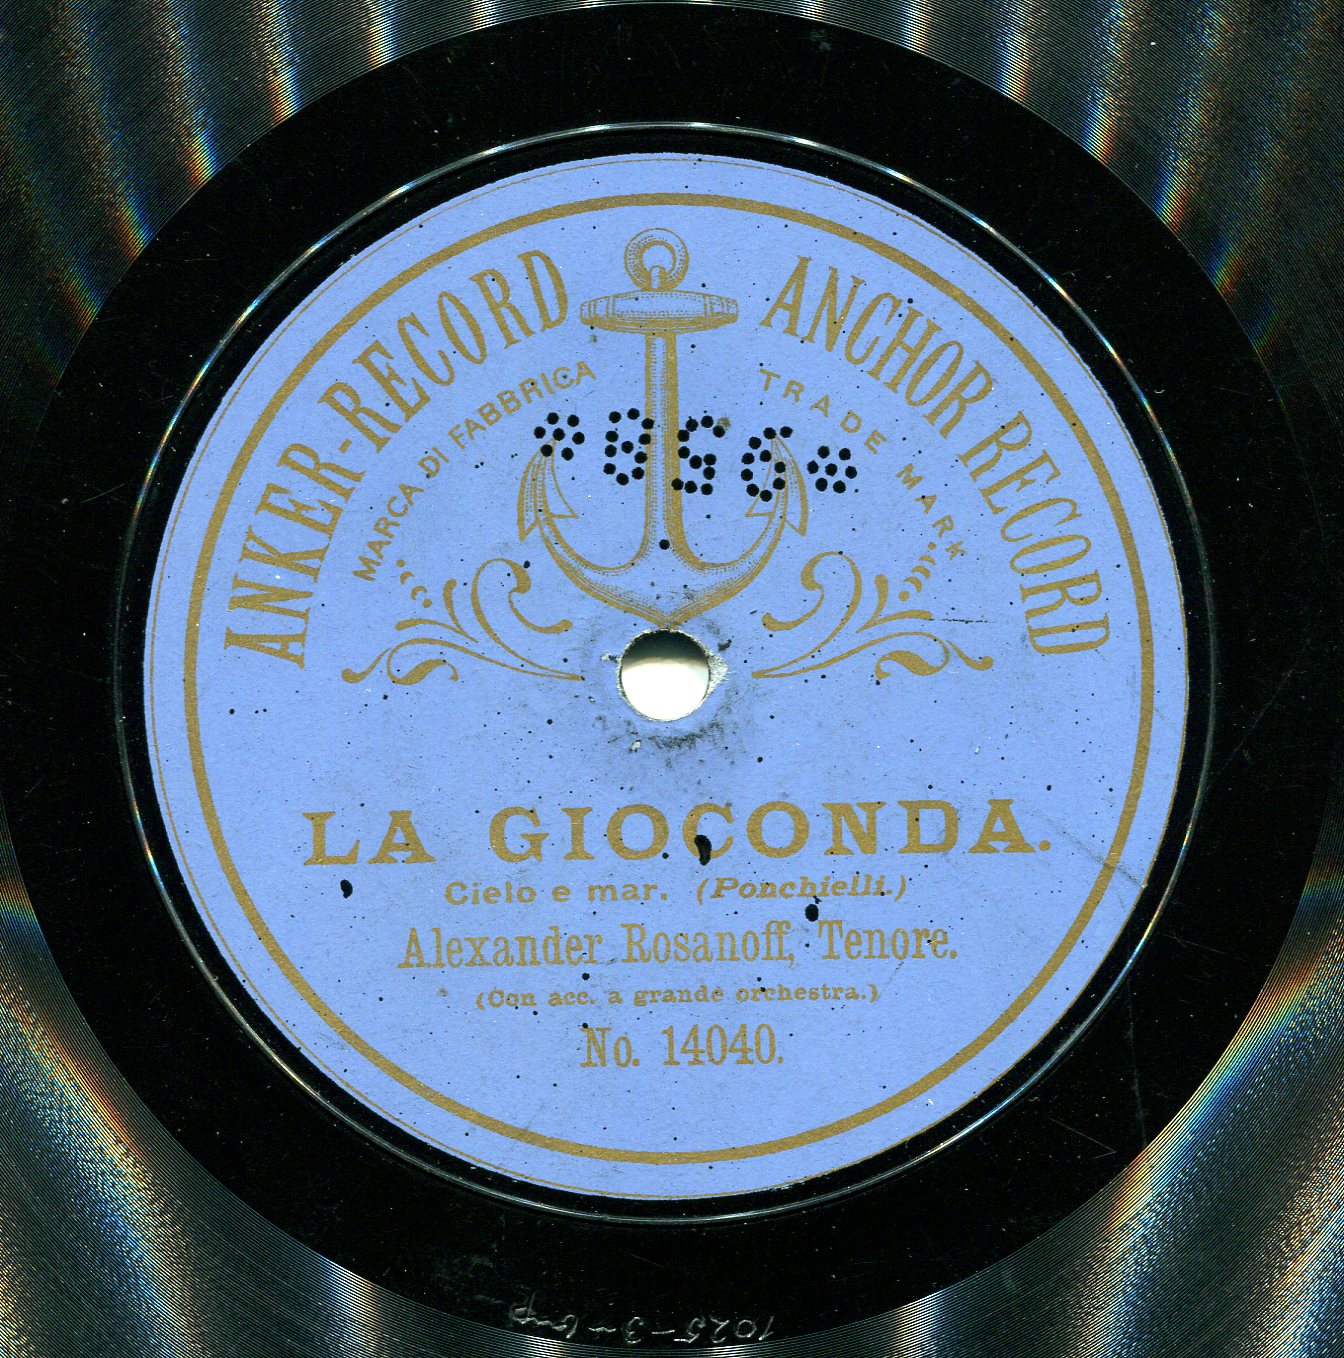 ANKER-RECORD
ANCHOR RECORD
MARCA DI FABBRICA
TRADE MARK
LA GIOCONDA.
Cielo e mar. (Ponchielli.)
Alexander Rosanoff, Tenore.
(Con acc. a grande orchestra.)
No. 14040.